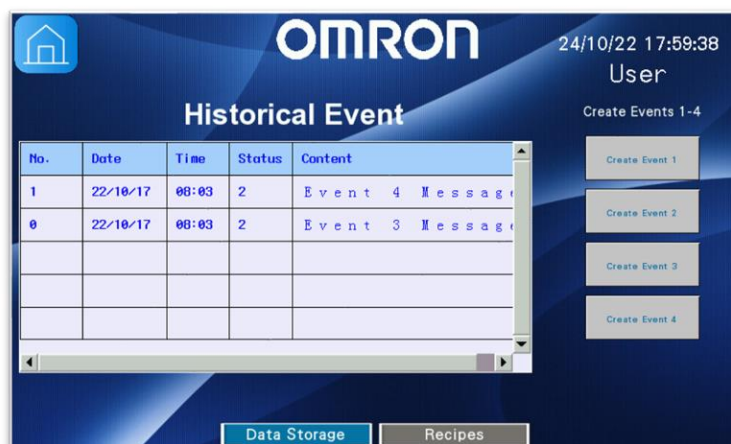 OMRON
24/10/22 17:59:38
User
Historical Event
Create Events 1-4
No. Date Time Status Content
1 22/10/17 08:03 2 Event 4 Message
0 22/10/17 08:03 2 Event 3 Message
Create Event 1
Create Event 2
Create Event 3
Create Event 4
Data Storage
Recipes